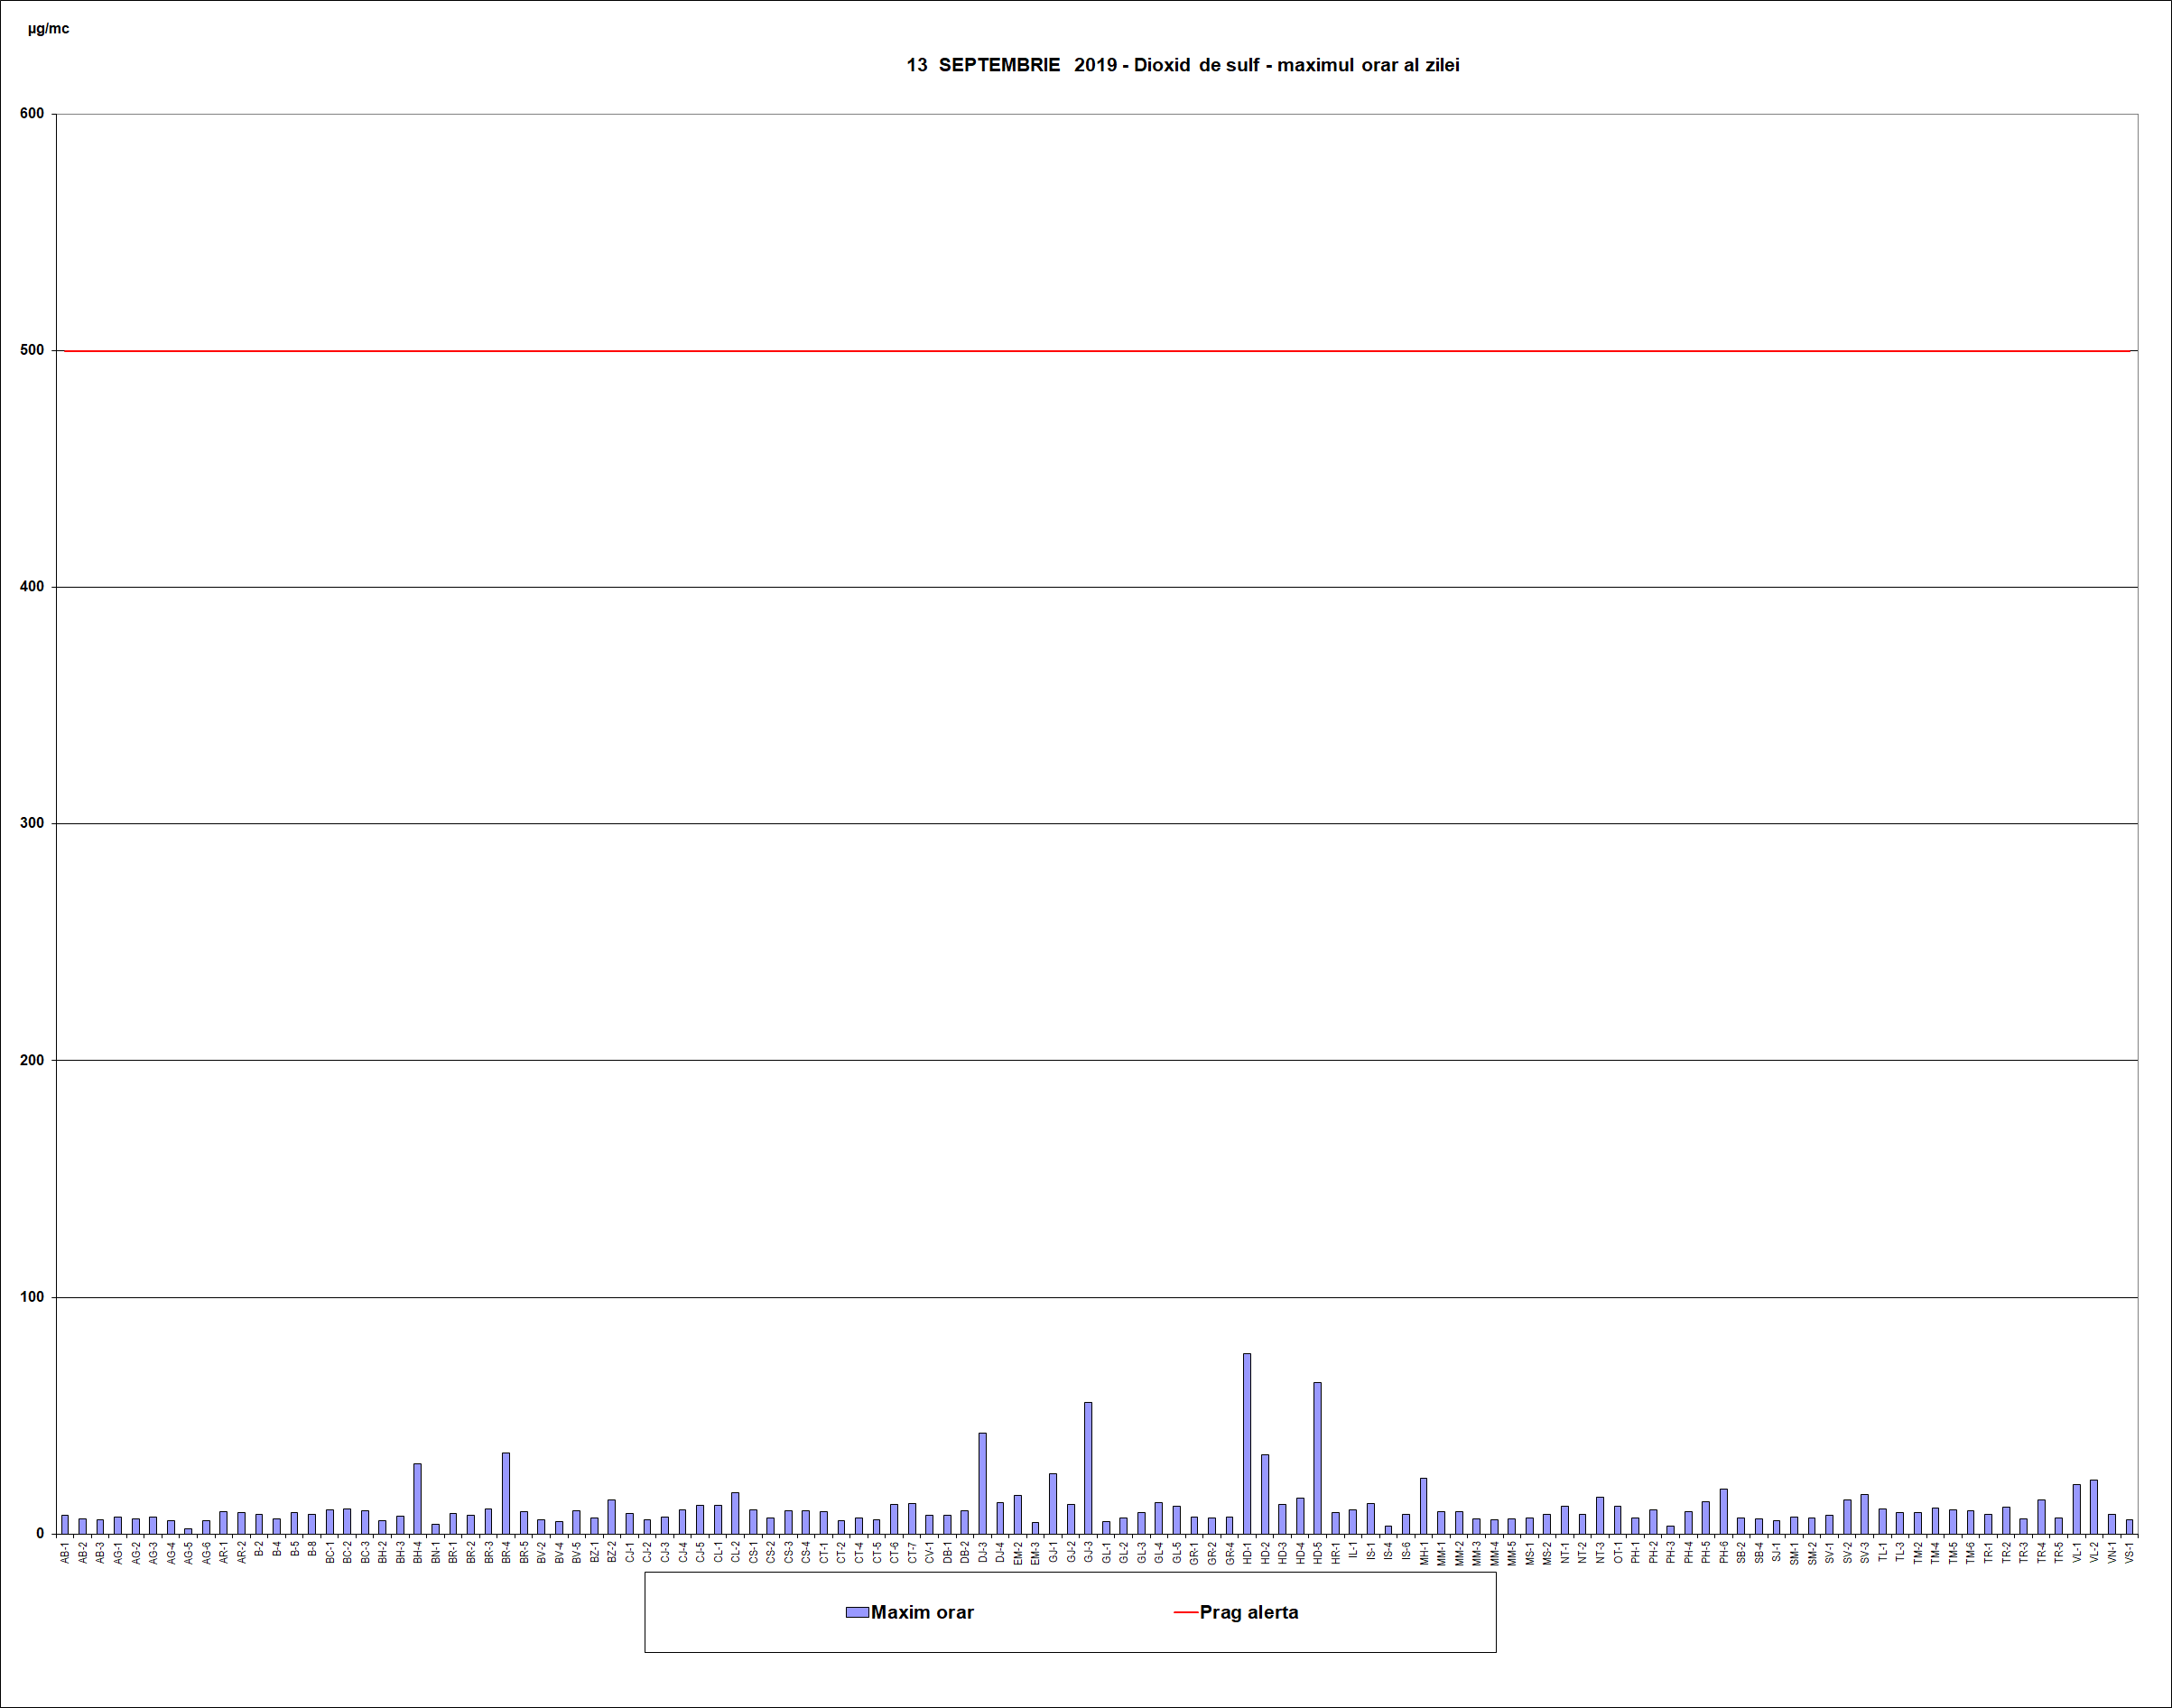 µg/mc
13 SEPTEMBRIE 2019 - Dioxid de sulf - maximul orar al zilei
600
500
400
300
200
100
0
AB-1 AB-2 AB-3 AG-1 AG-2 AG-3 AG-4 AG-5 AG-6 AR-1 AR-2 B-2 B-4 B-5 B-8 BC-1 BC-2 BC-3 BH-2 BH-3 BH-4 BN-1 BR-1 BR-2 BR-3 BR-4 BR-5 BV-2 BV-4 BV-5 BZ-1 BZ-2 CJ-1 CJ-2 CJ-3 CJ-4 CJ-5 CL-1 CL-2 CS-1 CS-2 CS-3 CS-4 CT-1 CT-2 CT-4 CT-5 CT-6 CT-7 CV-1 DB-1 DB-2 DJ-3 DJ-4 EM-2 EM-3 GJ-1 GJ-2 GJ-3 GL-1 GL-2 GL-3 GL-4 GL-5 GR-1 GR-2 GR-4 HD-1 HD-2 HD-3 HD-4 HD-5 HR-1 IL-1 IS-1 IS-4 IS-6 MH-1 MM-1 MM-2 MM-3 MM-4 MM-5 MS-1 MS-2 NT-1 NT-2 NT-3 OT-1 PH-1 PH-2 PH-3 PH-4 PH-5 PH-6 SB-2 SB-4 SJ-1 SM-1 SM-2 SV-1 SV-2 SV-3 TL-1 TL-3 TM-2 TM-4 TM-5 TM-6 TR-1 TR-2 TR-3 TR-4 TR-5 VL-1 VL-2 VN-1 VS-1
Maxim orar Prag alerta